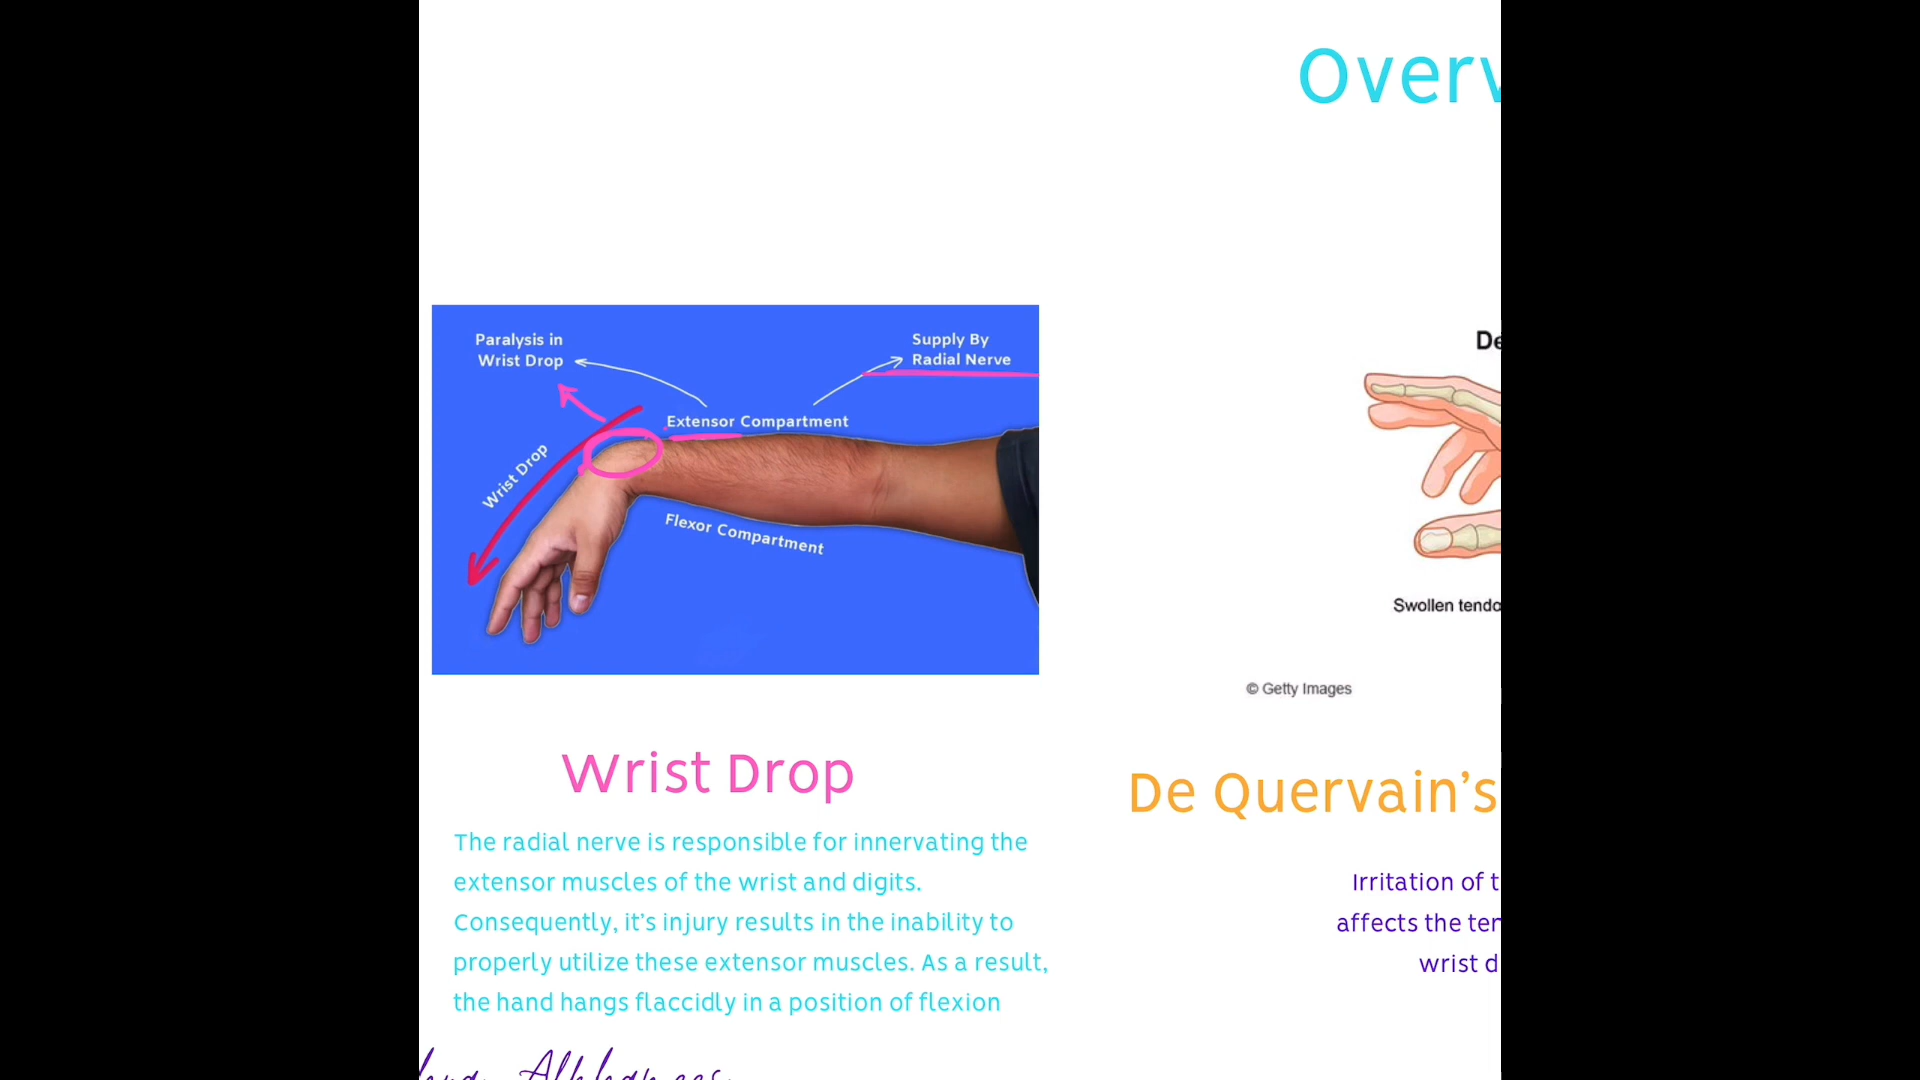 Overv
Paralysis in
Wrist Drop
Supply By
Radial Nerve
Extensor Compartment
Wrist Drop
Flexor Compartment
De
Swollen tendo
© Getty Images
Wrist Drop
The radial nerve is responsible for innervating the
extensor muscles of the wrist and digits.
Consequently, it’s injury results in the inability to
properly utilize these extensor muscles. As a result,
the hand hangs flaccidly in a position of flexion
De Quervain’s
Irritation of t
affects the ten
wrist d